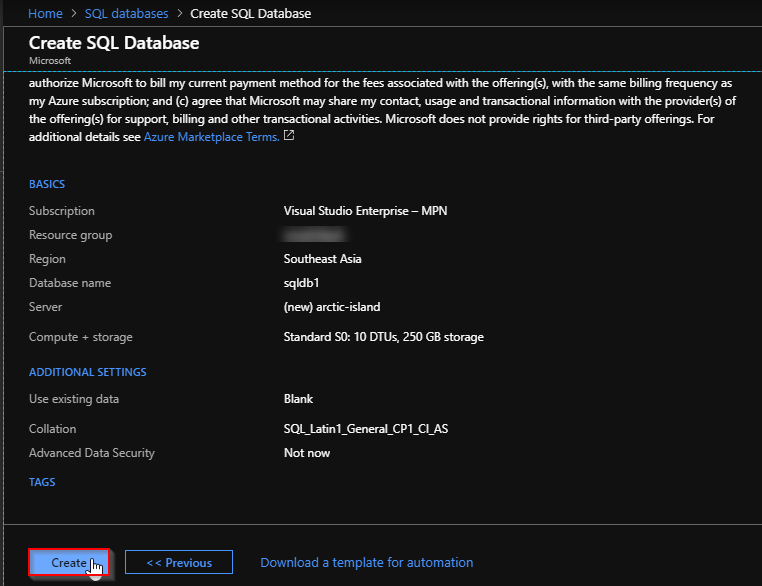 Home > SQL databases > Create SQL Database
Create SQL Database
Microsoft
authorize Microsoft to bill my current payment method for the fees associated with the offering(s), with the same billing frequency as
my Azure subscription; and (c) agree that Microsoft may share my contact, usage and transactional information with the provider(s) of
the offering(s) for support, billing and other transactional activities. Microsoft does not provide rights for third-party offerings. For
additional details see Azure Marketplace Terms.
BASICS
Subscription Visual Studio Enterprise – MPN
Resource group
Region Southeast Asia
Database name sqldb1
Server (new) arctic-island
Compute + storage Standard S0: 10 DTUs, 250 GB storage
ADDITIONAL SETTINGS
Use existing data Blank
Collation SQL_Latin1_General_CP1_CI_AS
Advanced Data Security Not now
TAGS
Create << Previous Download a template for automation